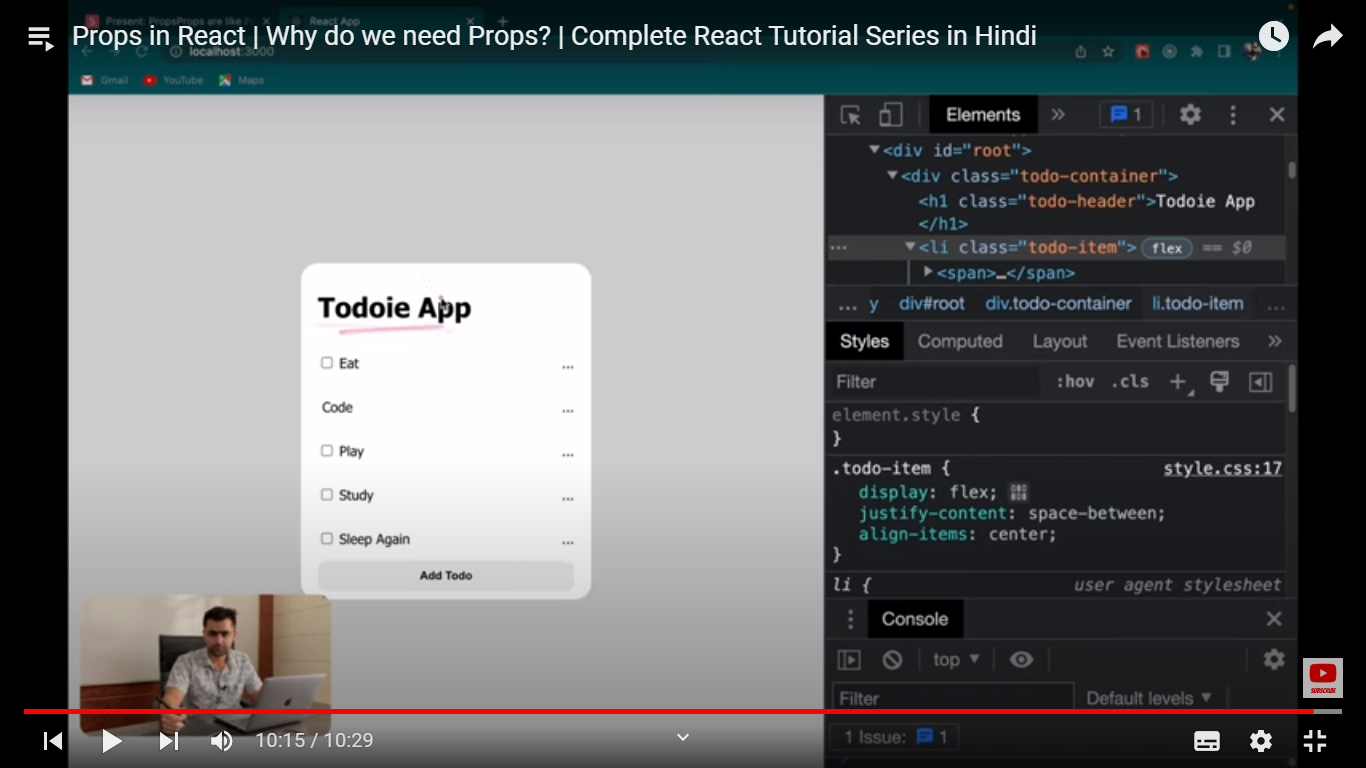 Present: PropsProps are like P
React App
Props in React | Why do we need Props? | Complete React Tutorial Series in Hindi
localhost:3000
Gmail
YouTube
Maps
Elements
1
<div id="root">
<div class="todo-container">
<h1 class="todo-header">Todoie App
</h1>
<li class="todo-item"> flex == $0
<span>…</span>
... y div#root div.todo-container li.todo-item ...
Styles Computed Layout Event Listeners
Filter :hov .cls
element.style {
}
.todo-item { style.css:17
display: flex;
justify-content: space-between;
align-items: center;
}
li { user agent stylesheet
Console
top
Filter Default levels
1 Issue: 1
Todoie App
Eat ...
Code ...
Play ...
Study ...
Sleep Again ...
Add Todo
SUBSCRIBE
10:15 / 10:29